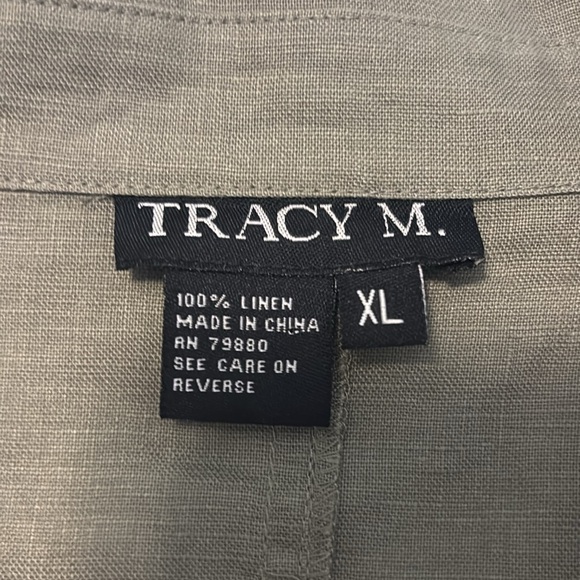 TRACY M.
XL
100% LINEN
MADE IN CHINA
RN 79880
SEE CARE ON
REVERSE